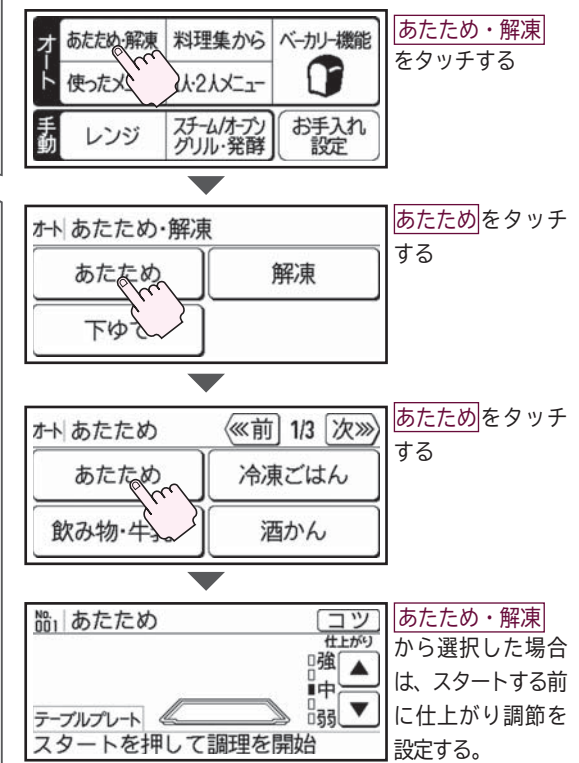 オート
あたため・解凍 料理集から ベーカリー機能
使ったメ 人・2人メニュー
手動
レンジ スチーム/オーブン お手入れ
グリル・発酵 設定
あたため・解凍
をタッチする
オート あたため・解凍
あたため 解凍
下ゆで
あたためをタッチ
する
オート あたため 前 1/3 次
あたため 冷凍ごはん
飲み物・牛乳 酒かん
あたためをタッチ
する
No.001 あたため コツ
仕上がり
強
中
弱
テーブルプレート
スタートを押して調理を開始
あたため・解凍
から選択した場合
は、スタートする前
に仕上がり調節を
設定する。